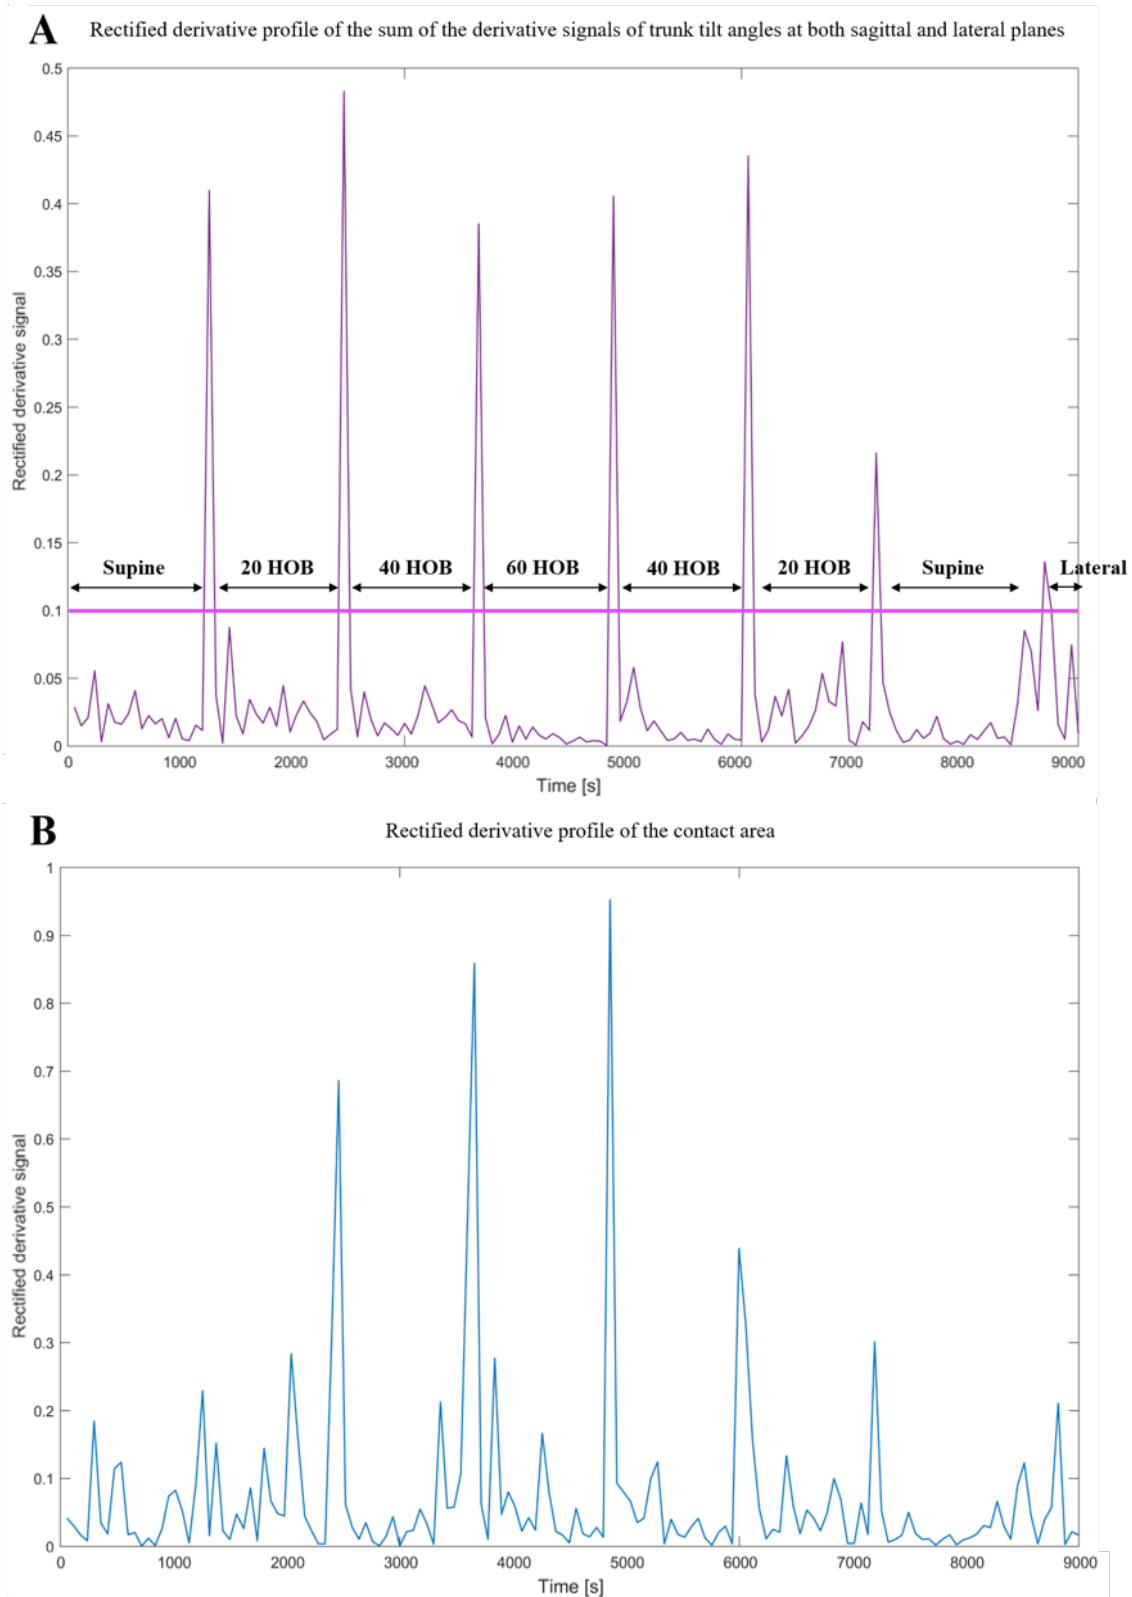 A
Rectified derivative profile of the sum of the derivative signals of trunk tilt angles at both sagittal and lateral planes
0.5
0.45
0.4
0.35
0.3
0.25
0.2
0.15
0.1
0.05
0
Rectified derivative signal
Supine
20 HOB
40 HOB
60 HOB
40 HOB
20 HOB
Supine
Lateral
0 1000 2000 3000 4000 5000 6000 7000 8000 9000
Time [s]
B
Rectified derivative profile of the contact area
1
0.9
0.8
0.7
0.6
0.5
0.4
0.3
0.2
0.1
0
Rectified derivative signal
0 1000 2000 3000 4000 5000 6000 7000 8000 9000
Time [s]